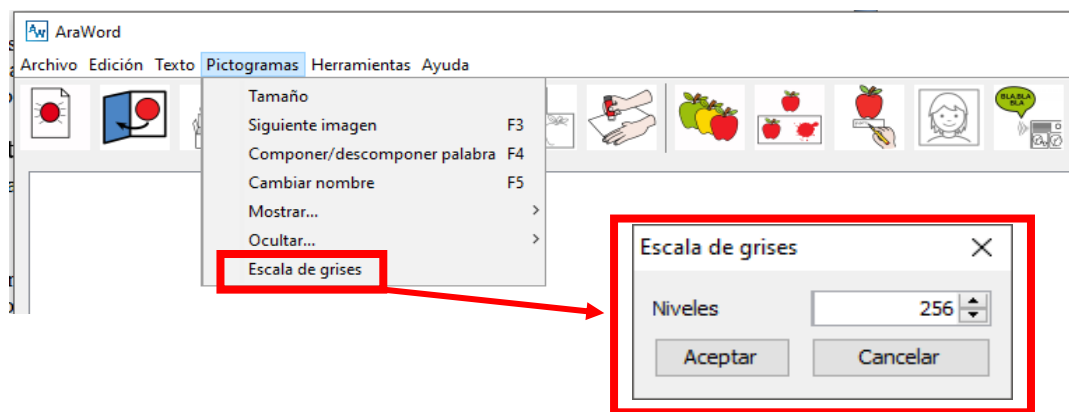 AraWord
Archivo Edición Texto Pictogramas Herramientas Ayuda
Tamaño
Siguiente imagen F3
Componer/descomponer palabra F4
Cambiar nombre F5
Mostrar... >
Ocultar... >
Escala de grises
BLA,BLA
BLA
Escala de grises
Niveles 256
Aceptar Cancelar